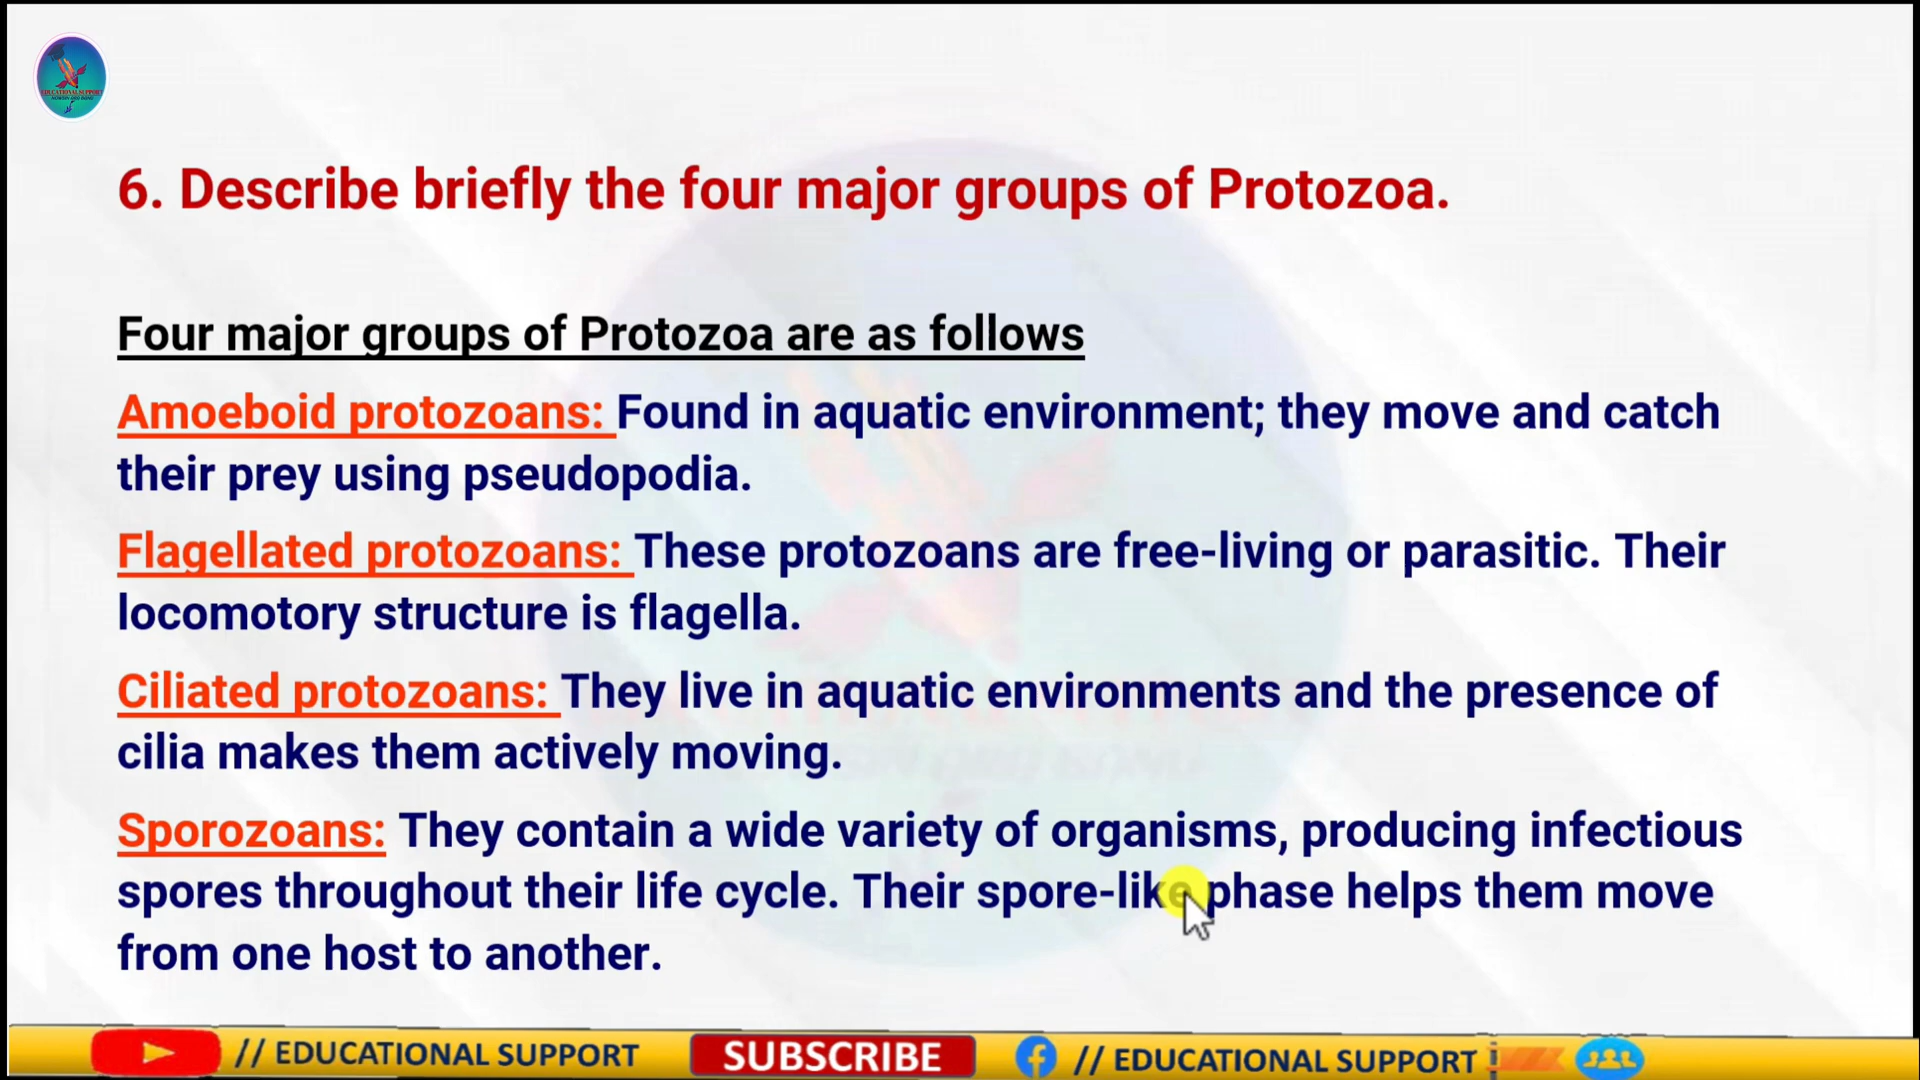 6. Describe briefly the four major groups of Protozoa.
Four major groups of Protozoa are as follows
Amoeboid protozoans: Found in aquatic environment; they move and catch
their prey using pseudopodia.
Flagellated protozoans: These protozoans are free-living or parasitic. Their
locomotory structure is flagella.
Ciliated protozoans: They live in aquatic environments and the presence of
cilia makes them actively moving.
Sporozoans: They contain a wide variety of organisms, producing infectious
spores throughout their life cycle. Their spore-like phase helps them move
from one host to another.
// EDUCATIONAL SUPPORT SUBSCRIBE // EDUCATIONAL SUPPORT